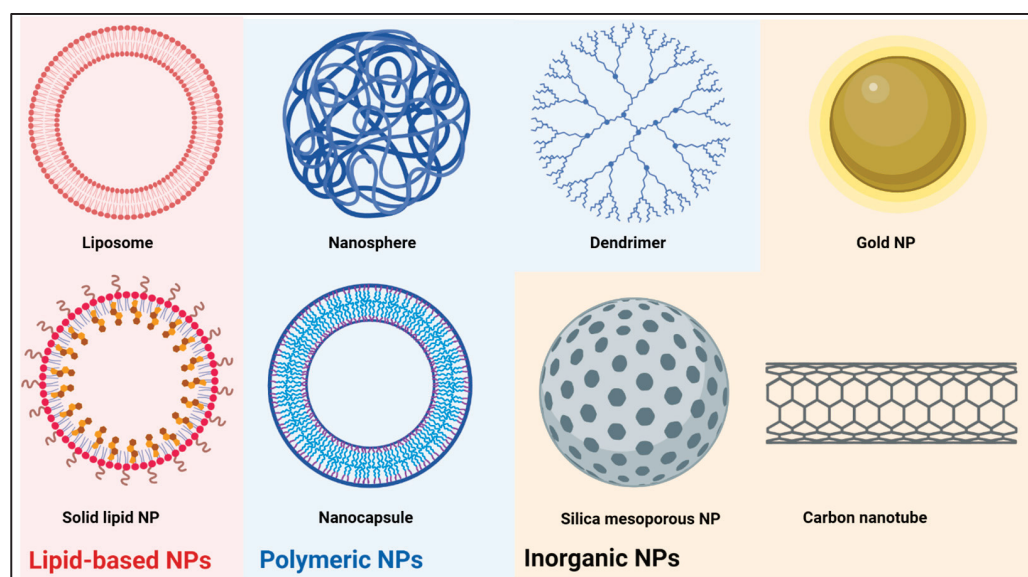 Liposome
Nanosphere
Dendrimer
Gold NP
Solid lipid NP
Nanocapsule
Silica mesoporous NP
Carbon nanotube
Lipid-based NPs
Polymeric NPs
Inorganic NPs